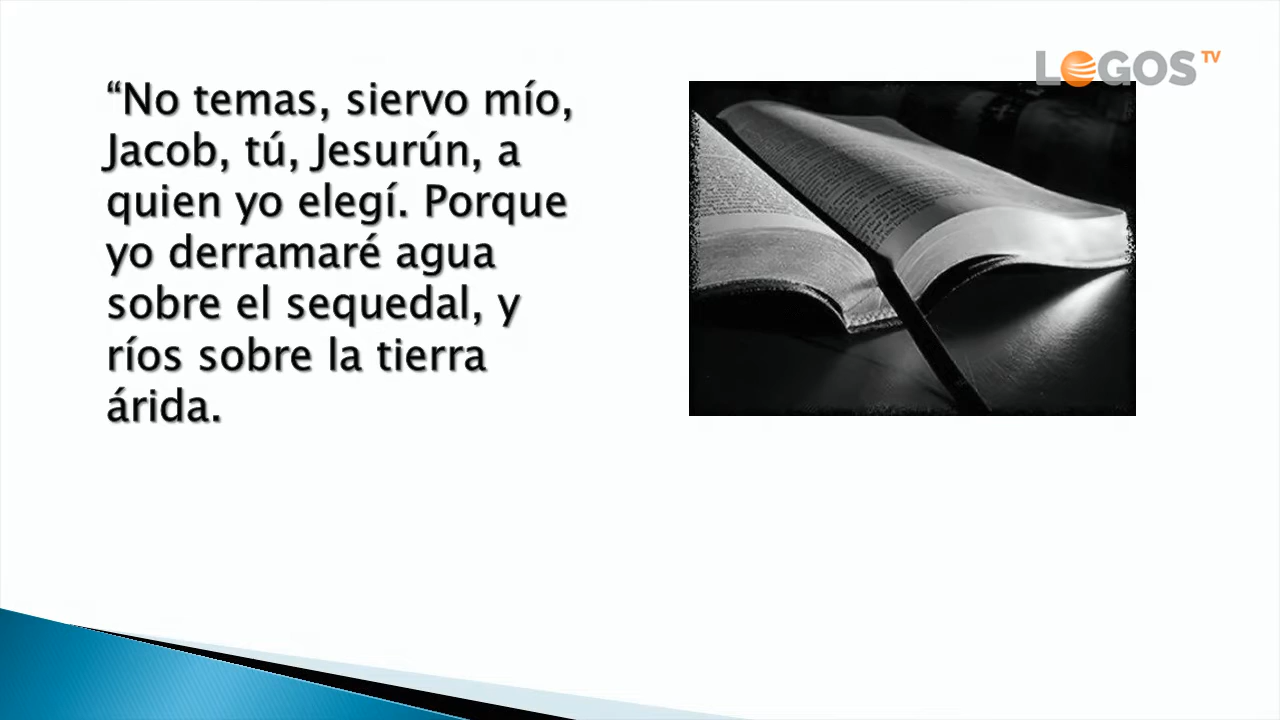 LOGOS TV
“No temas, siervo mío,
Jacob, tú, Jesurún, a
quien yo elegí. Porque
yo derramaré agua
sobre el sequedal, y
ríos sobre la tierra
árida.